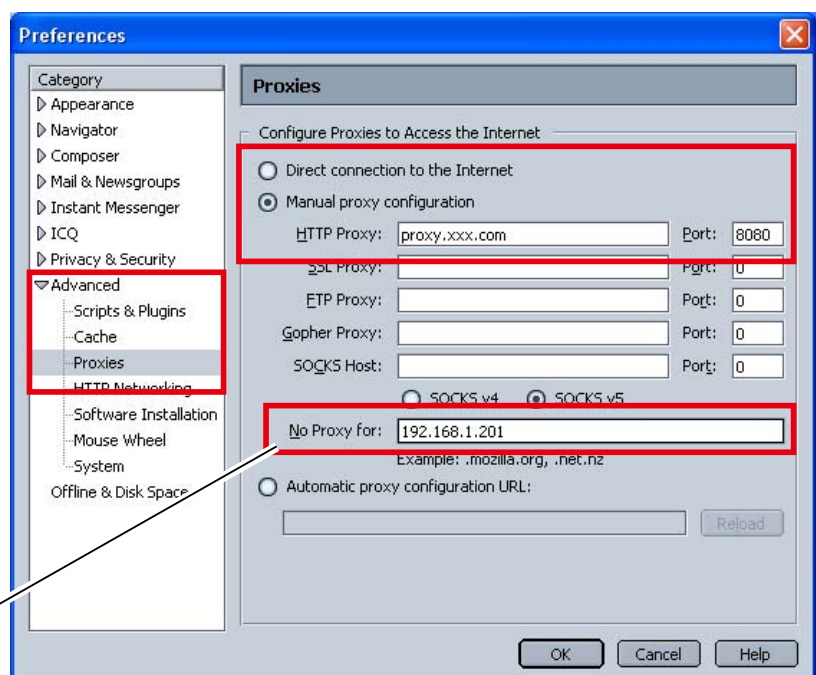 Preferences
Category
Appearance
Navigator
Composer
Mail & Newsgroups
Instant Messenger
ICQ
Privacy & Security
Advanced
Scripts & Plugins
Cache
Proxies
HTTP Networking
Software Installation
Mouse Wheel
System
Offline & Disk Space
Proxies
Configure Proxies to Access the Internet
Direct connection to the Internet
Manual proxy configuration
HTTP Proxy: proxy.xxx.com Port: 8080
SSL Proxy: Port: 0
FTP Proxy: Port: 0
Gopher Proxy: Port: 0
SOCKS Host: Port: 0
SOCKS v4 SOCKS v5
No Proxy for: 192.168.1.201
Example: .mozilla.org, .net.nz
Automatic proxy configuration URL:
Reload
OK Cancel Help